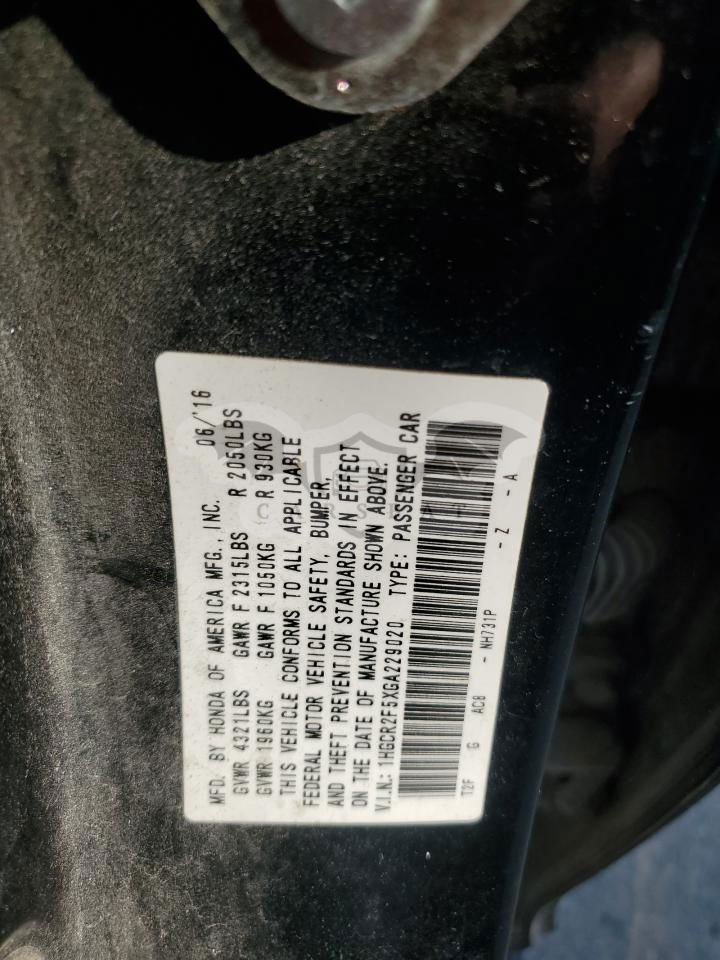 MFD. BY HONDA OF AMERICA MFG., INC. 06/'16
GVWR 4321LBS GAWR F 2315LBS R 2050LBS
GVWR 1960KG GAWR F 1050KG R 930KG
THIS VEHICLE CONFORMS TO ALL APPLICABLE
FEDERAL MOTOR VEHICLE SAFETY, BUMPER,
AND THEFT PREVENTION STANDARDS IN EFFECT
ON THE DATE OF MANUFACTURE SHOWN ABOVE.
V.I.N.: 1HGCR2F5XGA229020 TYPE: PASSENGER CAR
T2F G AC8 - NH731P - Z - A